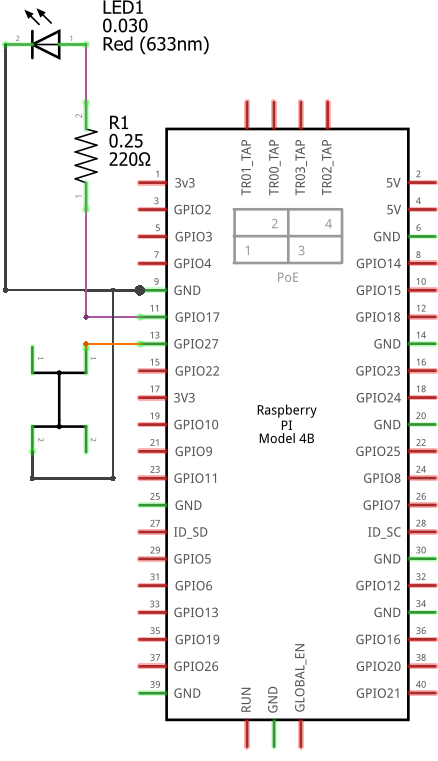 LED1
0.030
Red (633nm)
2
1
2
R1
0.25
220Ω
1
TR01_TAP
TR00_TAP
TR03_TAP
TR02_TAP
2 4
1 3
PoE
1 3v3 5V 2
3 GPIO2 5V 4
5 GPIO3 GND 6
7 GPIO4 GPIO14 8
9 GND GPIO15 10
11 GPIO17 GPIO18 12
13 GPIO27 GND 14
1
1
15 GPIO22 GPIO23 16
17 3V3 GPIO24 18
19 GPIO10 GND 20
Raspberry
PI
Model 4B
2
2
21 GPIO9 GPIO25 22
23 GPIO11 GPIO8 24
25 GND GPIO7 26
27 ID_SD ID_SC 28
29 GPIO5 GND 30
31 GPIO6 GPIO12 32
33 GPIO13 GND 34
35 GPIO19 GPIO16 36
37 GPIO26 GPIO20 38
39 GND GPIO21 40
RUN
GND
GLOBAL_EN